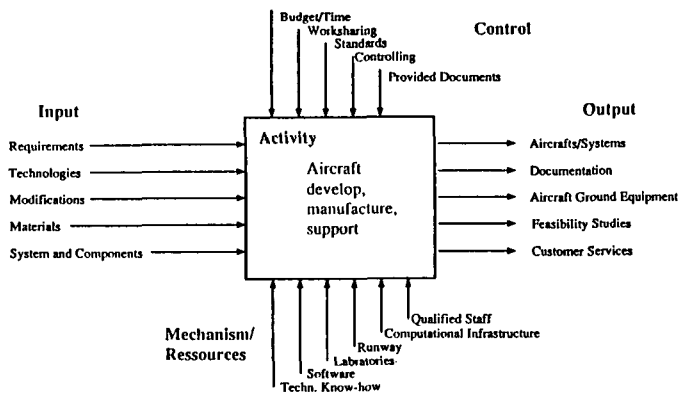 Budget/Time
Worksharing
Standards
Controlling
Provided Documents
Control
Input
Output
Requirements
Technologies
Modifications
Materials
System and Components
Activity
Aircraft
develop,
manufacture,
support
Aircrafts/Systems
Documentation
Aircraft Ground Equipment
Feasibility Studies
Customer Services
Mechanism/
Ressources
Qualified Staff
Computational Infrastructure
Runway
Labratories
Software
Techn. Know-how